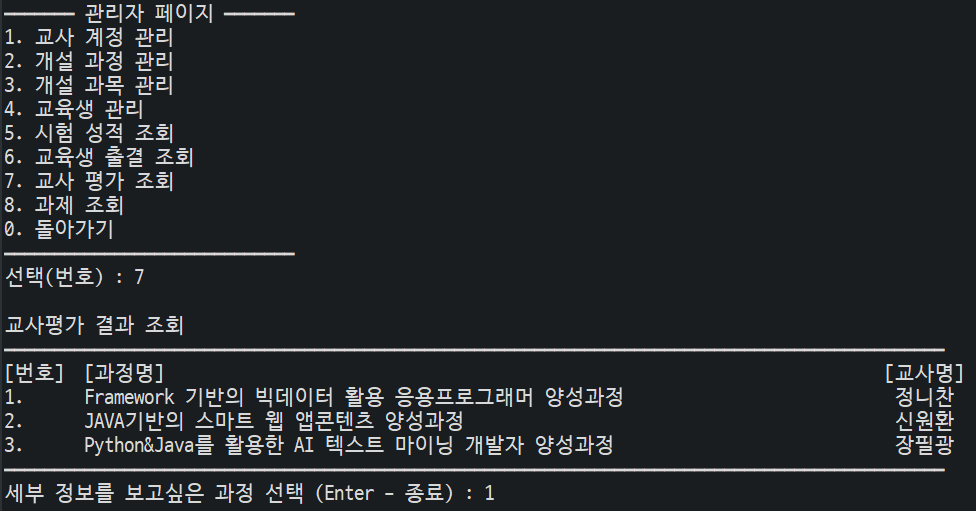 ━━━━━━━ 관리자 페이지 ━━━━━━━
1. 교사 계정 관리
2. 개설 과정 관리
3. 개설 과목 관리
4. 교육생 관리
5. 시험 성적 조회
6. 교육생 출결 조회
7. 교사 평가 조회
8. 과제 조회
0. 돌아가기
선택(번호) : 7
교사평가 결과 조회
[번호] [과정명] [교사명]
1. Framework 기반의 빅데이터 활용 응용프로그래머 양성과정 정니찬
2. JAVA기반의 스마트 웹 앱콘텐츠 양성과정 신원환
3. Python&Java를 활용한 AI 텍스트 마이닝 개발자 양성과정 장필광
세부 정보를 보고싶은 과정 선택 (Enter - 종료) : 1